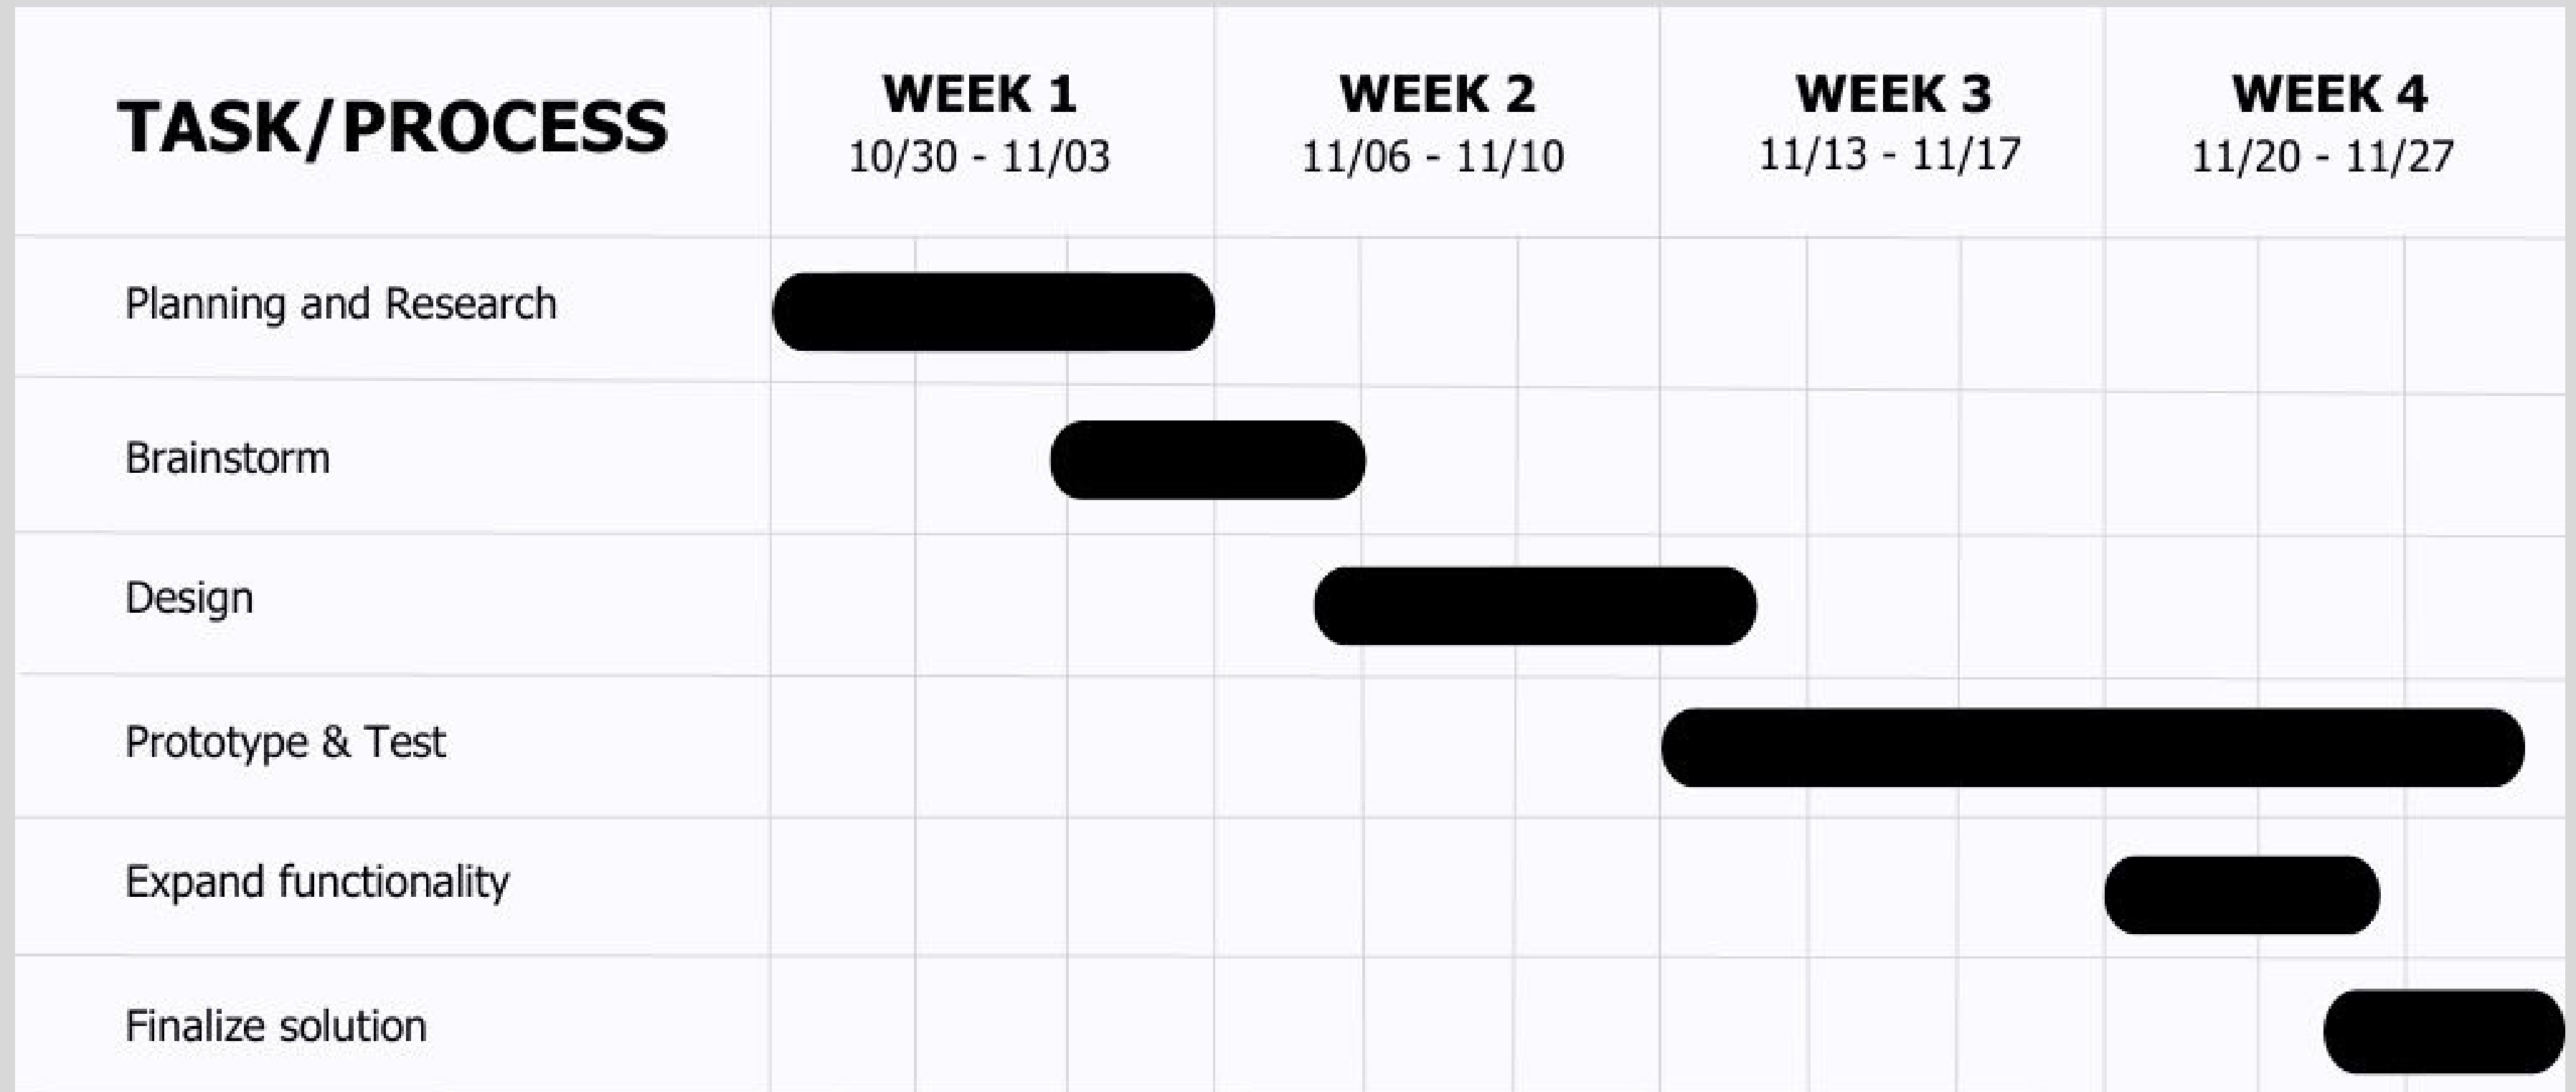 TASK/PROCESS
WEEK 1
10/30 - 11/03
WEEK 2
11/06 - 11/10
WEEK 3
11/13 - 11/17
WEEK 4
11/20 - 11/27
Planning and Research
Brainstorm
Design
Prototype & Test
Expand functionality
Finalize solution